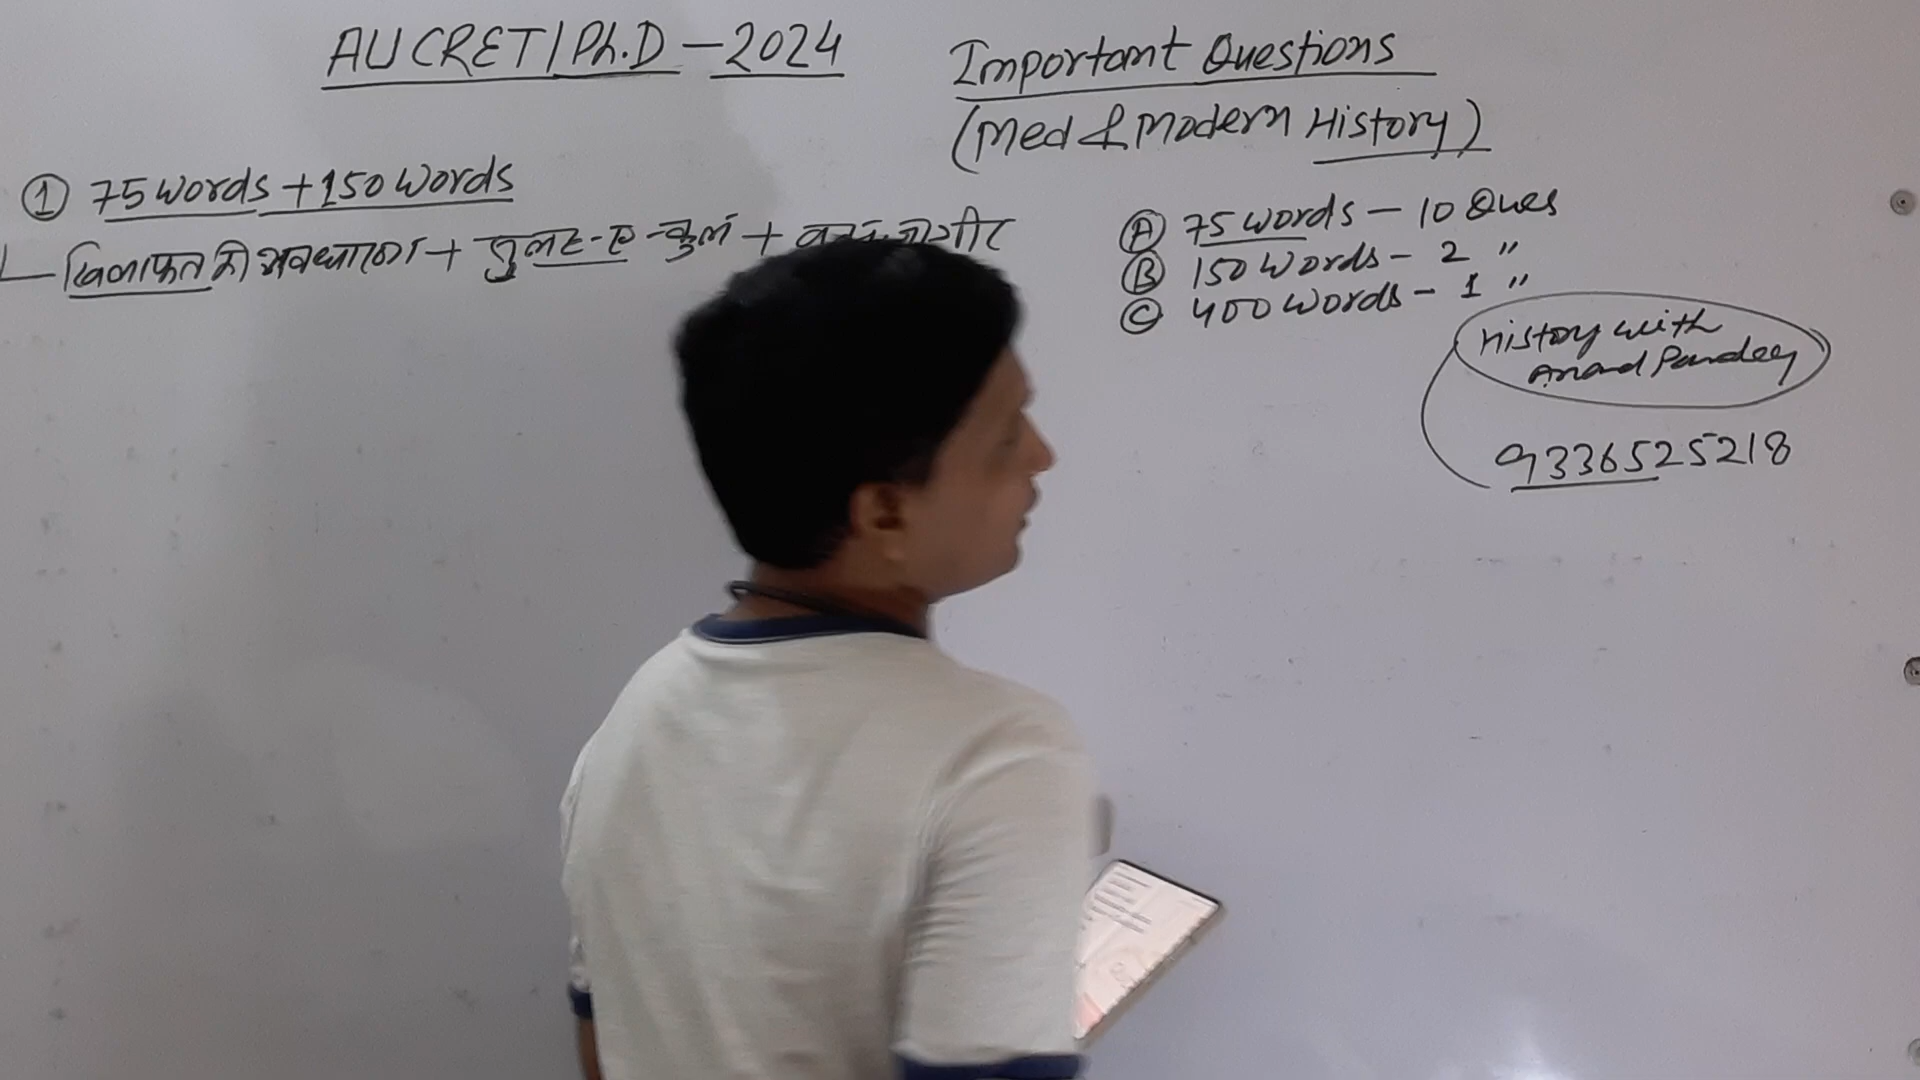 AU CRET/Ph.D - 2024
Important Questions
(Med & Modern History)
① 75 words + 150 words
खिलाफत की अवधारणा + सुलह-ए-कुल +
Ⓐ 75 words - 10 Ques
Ⓑ 150 words - 2 "
Ⓒ 400 words - 1 "
History with
Anand Pandey
9336525218